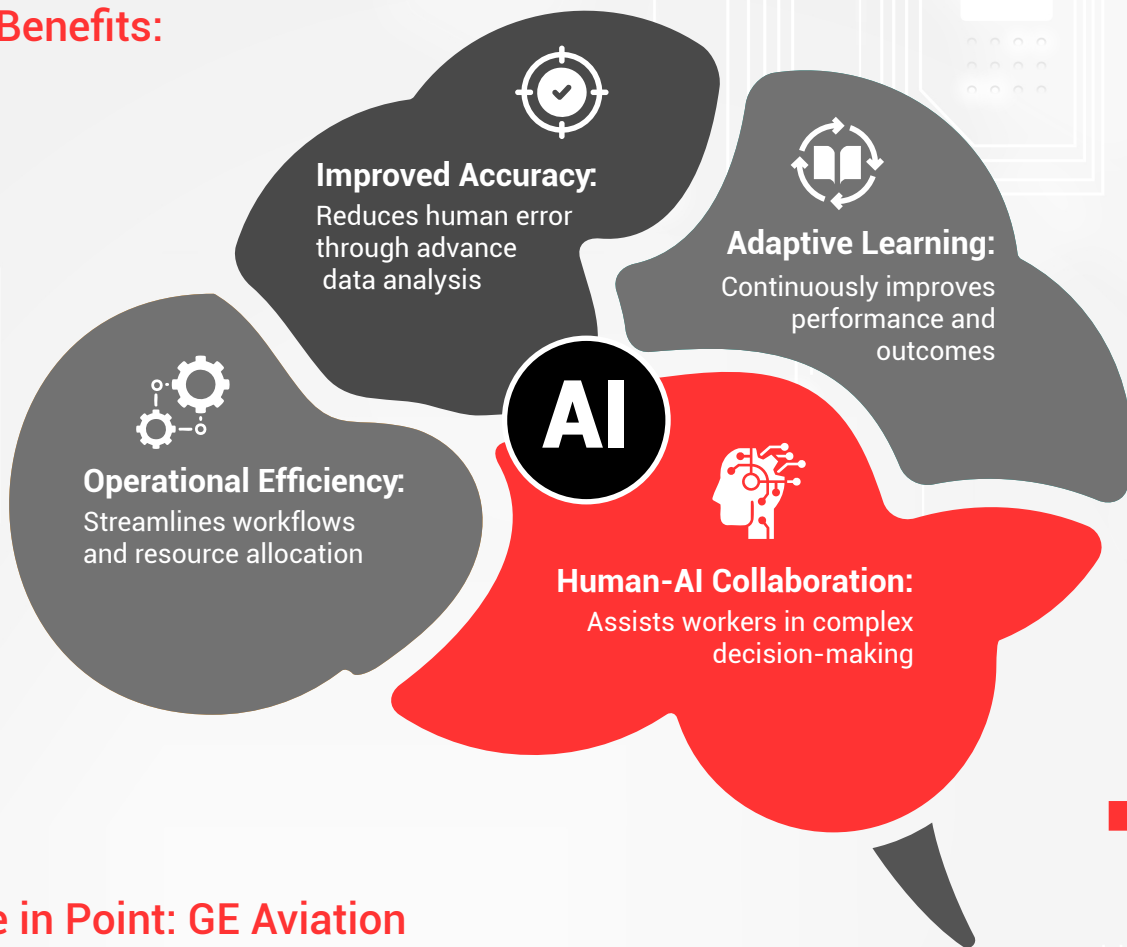 Benefits:
Improved Accuracy:
Reduces human error
through advance
data analysis
Adaptive Learning:
Continuously improves
performance and
outcomes
AI
Operational Efficiency:
Streamlines workflows
and resource allocation
Human-AI Collaboration:
Assists workers in complex
decision-making
e in Point: GE Aviation